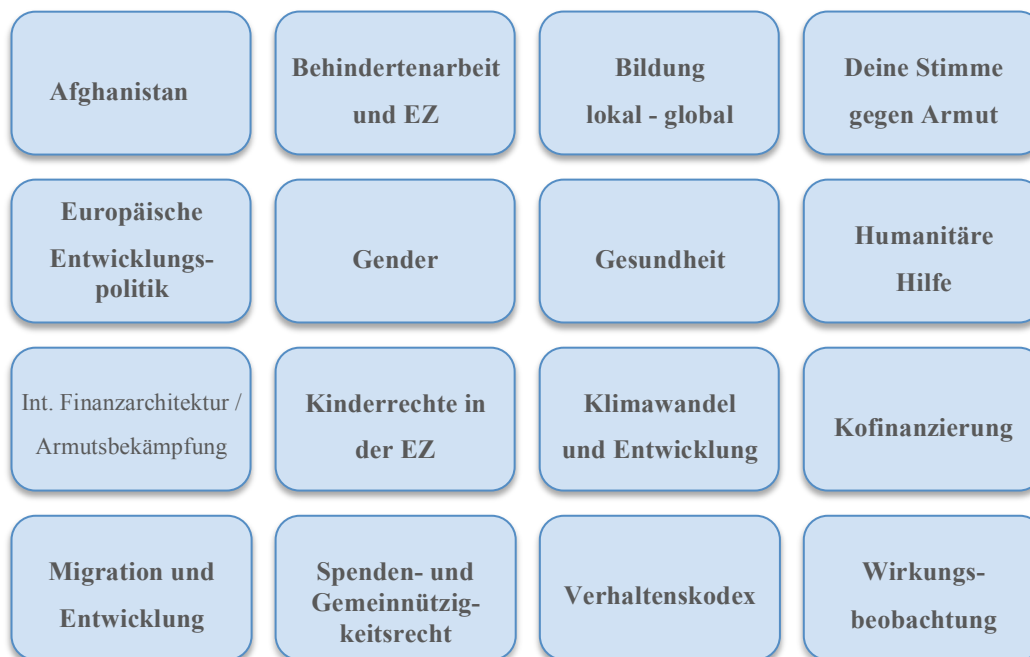 Afghanistan
Behindertenarbeit
und EZ
Bildung
lokal - global
Deine Stimme
gegen Armut
Europäische
Entwicklungs-
politik
Gender
Gesundheit
Humanitäre
Hilfe
Int. Finanzarchitektur /
Armutsbekämpfung
Kinderrechte in
der EZ
Klimawandel
und Entwicklung
Kofinanzierung
Migration und
Entwicklung
Spenden- und
Gemeinnützig-
keitsrecht
Verhaltenskodex
Wirkungs-
beobachtung